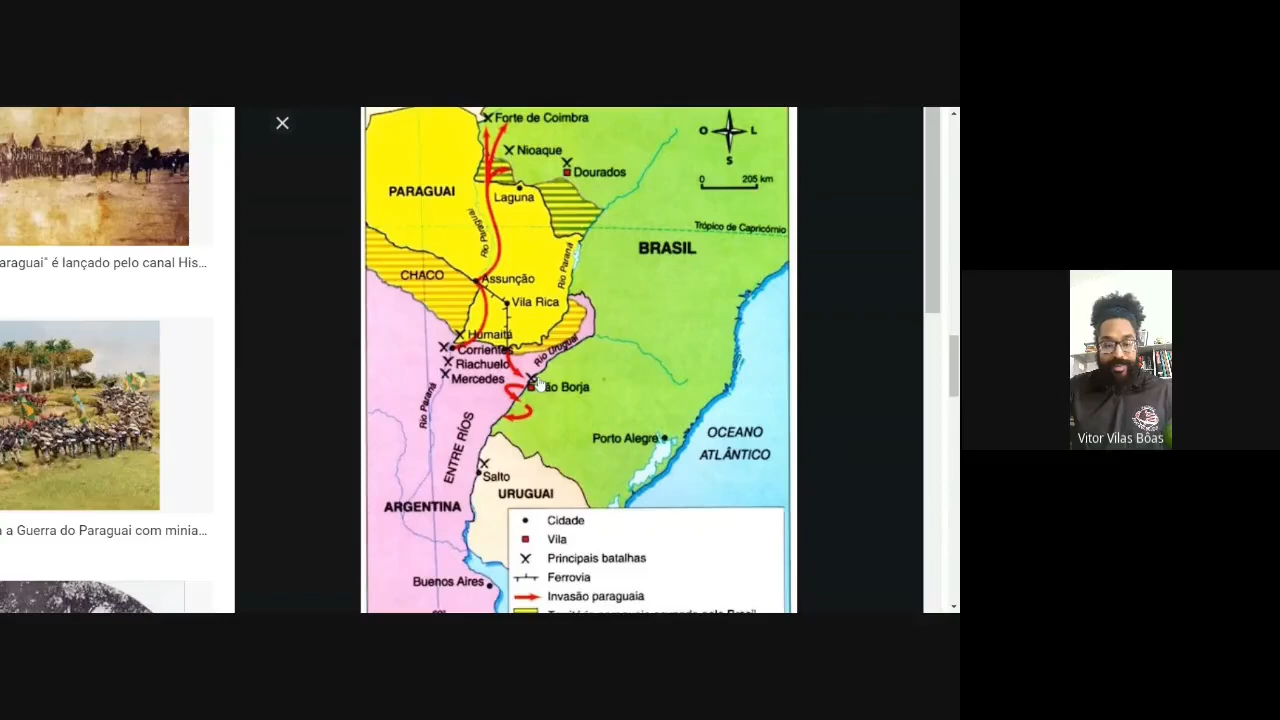 araguai" é lançado pelo canal His...
a a Guerra do Paraguai com minia...
Forte de Coimbra
Nioaque
Dourados
O
L
S
0
205 km
PARAGUAI
Laguna
Rio Paraguai
Trópico de Capricórnio
BRASIL
Rio Paraná
CHACO
Assunção
Vila Rica
Humaitá
Corrientes
Riachuelo
Mercedes
Rio Uruguai
ão Borja
Rio Paraná
ENTRE RÍOS
Porto Alegre
OCEANO
ATLÂNTICO
Salto
URUGUAI
ARGENTINA
Buenos Aires
Cidade
Vila
Principais batalhas
Ferrovia
Invasão paraguaia
Vitor Vilas Bôas